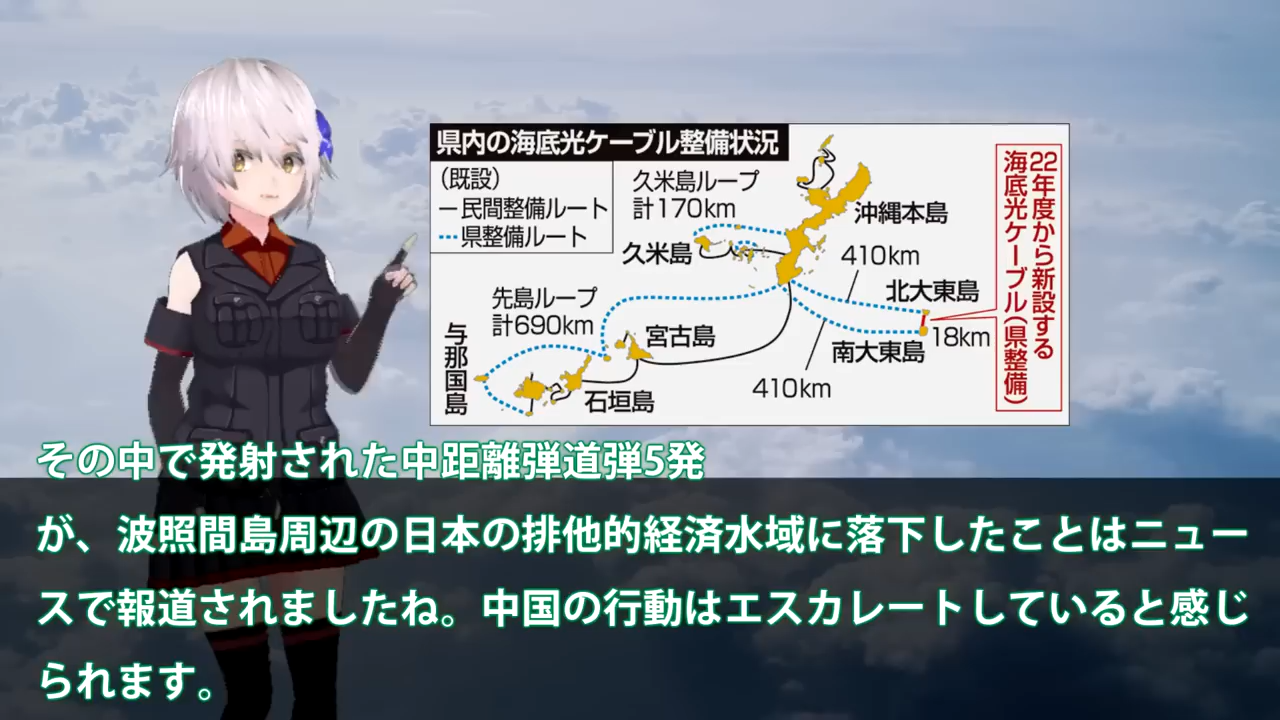 県内の海底光ケーブル整備状況
（既設）
民間整備ルート
県整備ルート
久米島ループ
計170km
久米島
沖縄本島
410km
北大東島
18km
南大東島
410km
先島ループ
計690km
宮古島
与那国島
石垣島
22年度から新設する
海底光ケーブル（県整備）
その中で発射された中距離弾道弾5発
が、波照間島周辺の日本の排他的経済水域に落下したことはニュー
スで報道されましたね。中国の行動はエスカレートしていると感じ
られます。